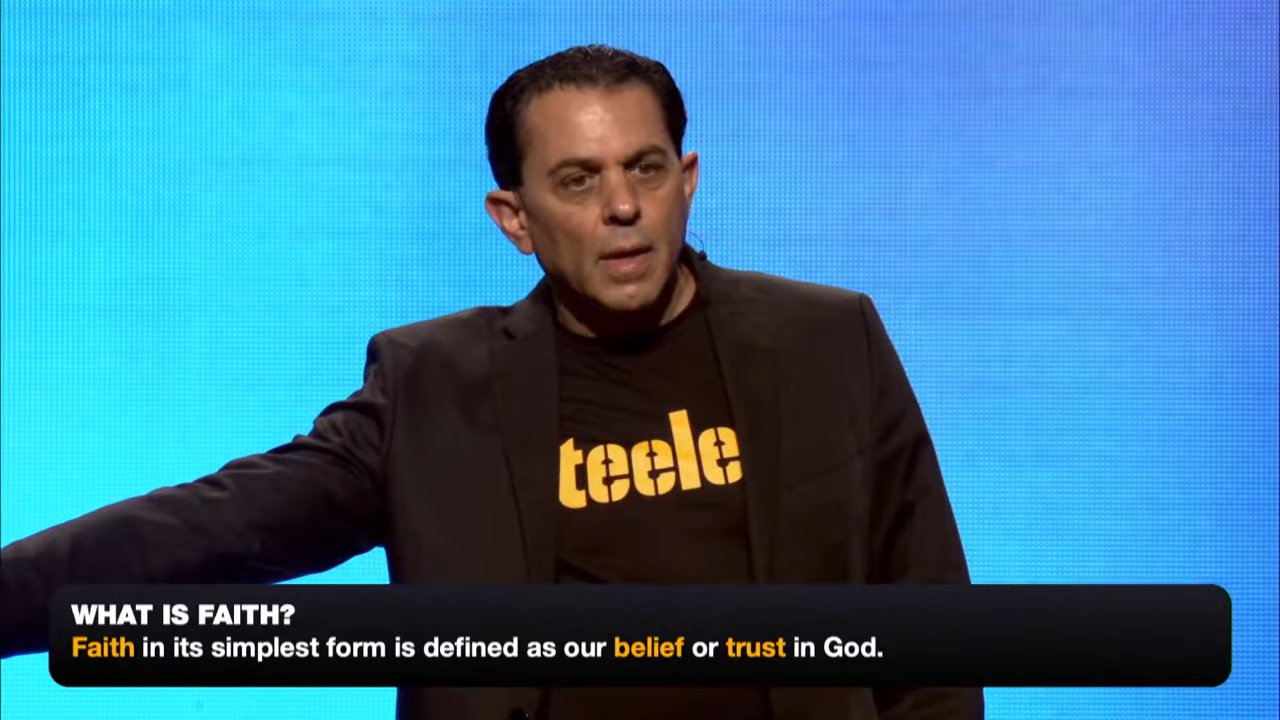 teele
WHAT IS FAITH?
Faith in its simplest form is defined as our belief or trust in God.